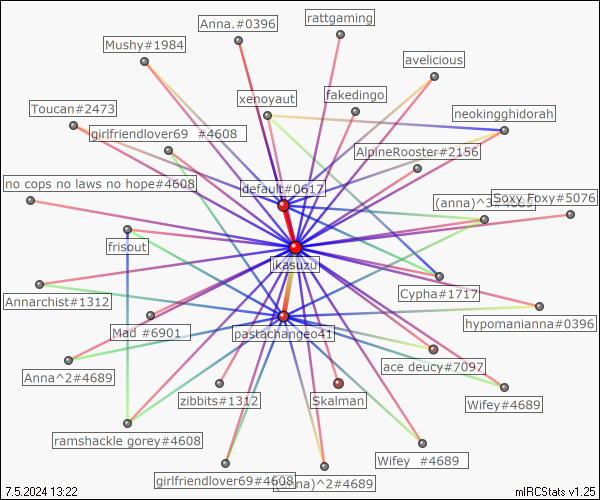 rattgaming
Anna.#0396
Mushy#1984
avelicious
xenoyaut
fakedingo
Toucan#2473
neokingghidorah
girlfriendlover69 #4608
AlpineRooster#2156
no cops no laws no hope#4608
default#0617
(anna)^3#4689
Soxy Foxy#5076
frisout
ikasuzu
Cypha#1717
Annarchist#1312
hypomanianna#0396
Mad #6901
pastachangeo41
ace deucy#7097
Anna^2#4689
zibbits#1312
Skalman
Wifey#4689
ramshackle gorey#4608
Wifey #4689
girlfriendlover69#4608
(anna)^2#4689
7.5.2024 13:22
mIRCStats v1.25